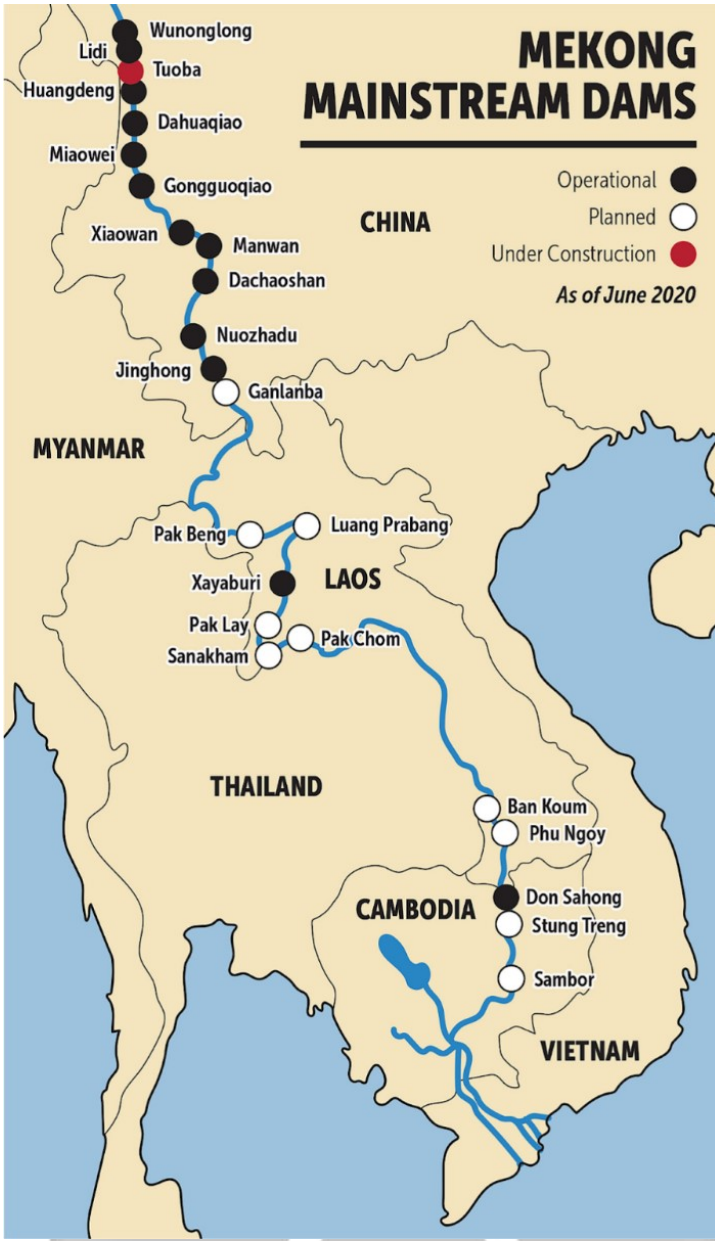 MEKONG
MAINSTREAM DAMS
Operational
Planned
Under Construction
As of June 2020
Wunonglong
Lidi
Tuoba
Huangdeng
Dahuaqiao
Miaowei
Gongguoqiao
CHINA
Xiaowan
Manwan
Dachaoshan
Nuozhadu
Jinghong
Ganlanba
MYANMAR
Pak Beng
Luang Prabang
Xayaburi
LAOS
Pak Lay
Pak Chom
Sanakham
THAILAND
Ban Koum
Phu Ngoy
Don Sahong
CAMBODIA
Stung Treng
Sambor
VIETNAM